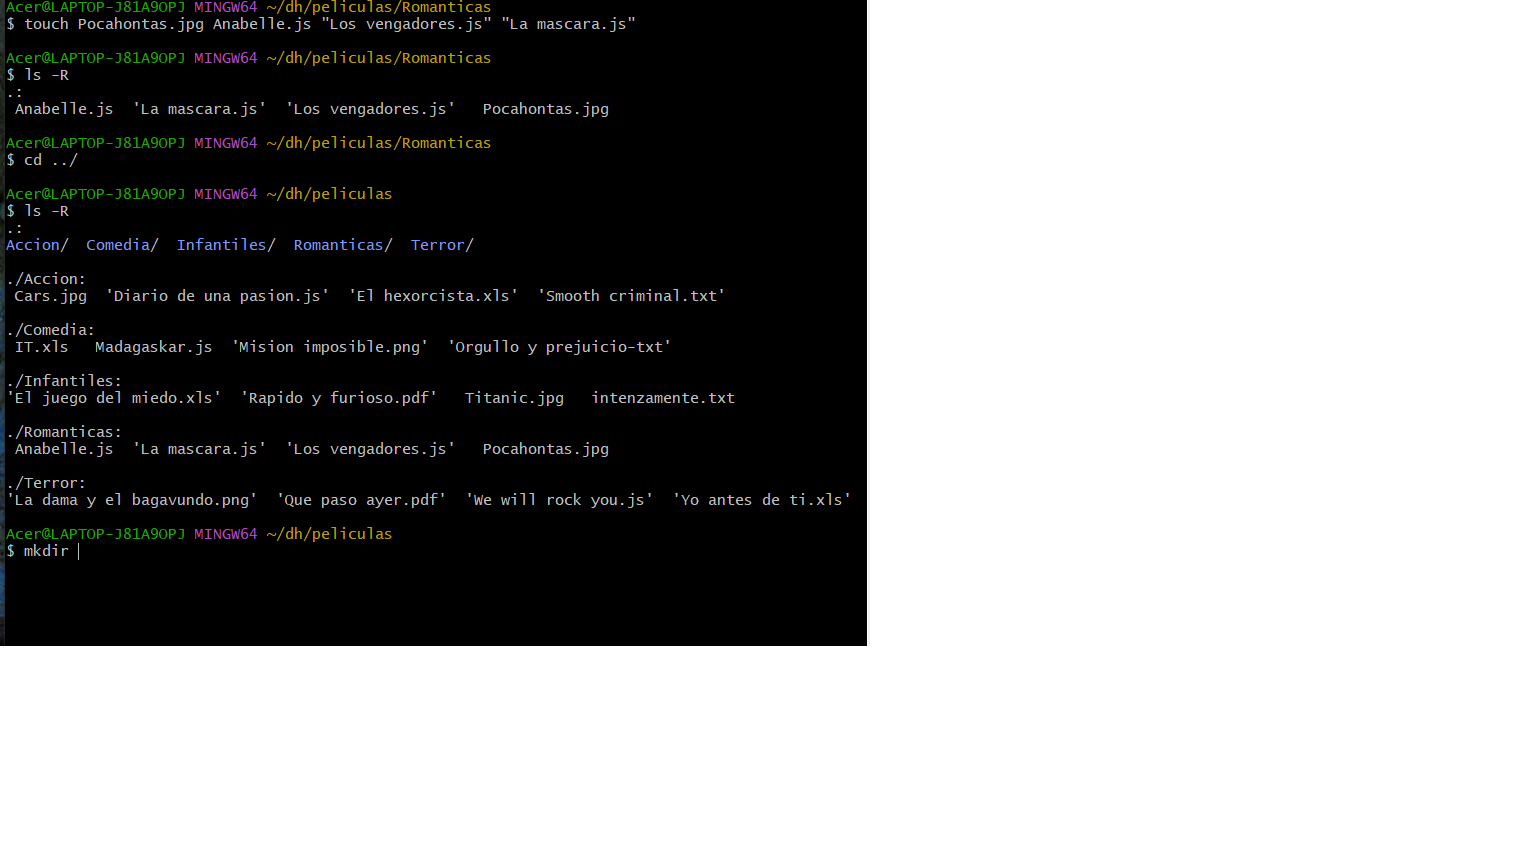 Acer@LAPTOP-J81A9OPJ MINGW64 ~/dh/peliculas/Romanticas
$ touch Pocahontas.jpg Anabelle.js "Los vengadores.js" "La mascara.js"
Acer@LAPTOP-J81A9OPJ MINGW64 ~/dh/peliculas/Romanticas
$ ls -R
.:
Anabelle.js  'La mascara.js'  'Los vengadores.js'   Pocahontas.jpg
Acer@LAPTOP-J81A9OPJ MINGW64 ~/dh/peliculas/Romanticas
$ cd ../
Acer@LAPTOP-J81A9OPJ MINGW64 ~/dh/peliculas
$ ls -R
.:
Accion/  Comedia/  Infantiles/  Romanticas/  Terror/
./Accion:
Cars.jpg  'Diario de una pasion.js'  'El hexorcista.xls'  'Smooth criminal.txt'
./Comedia:
IT.xls   Madagaskar.js  'Mision imposible.png'  'Orgullo y prejuicio-txt'
./Infantiles:
'El juego del miedo.xls'  'Rapido y furioso.pdf'   Titanic.jpg   intenzamente.txt
./Romanticas:
Anabelle.js  'La mascara.js'  'Los vengadores.js'   Pocahontas.jpg
./Terror:
'La dama y el bagavundo.png'  'Que paso ayer.pdf'  'We will rock you.js'  'Yo antes de ti.xls'
Acer@LAPTOP-J81A9OPJ MINGW64 ~/dh/peliculas
$ mkdir